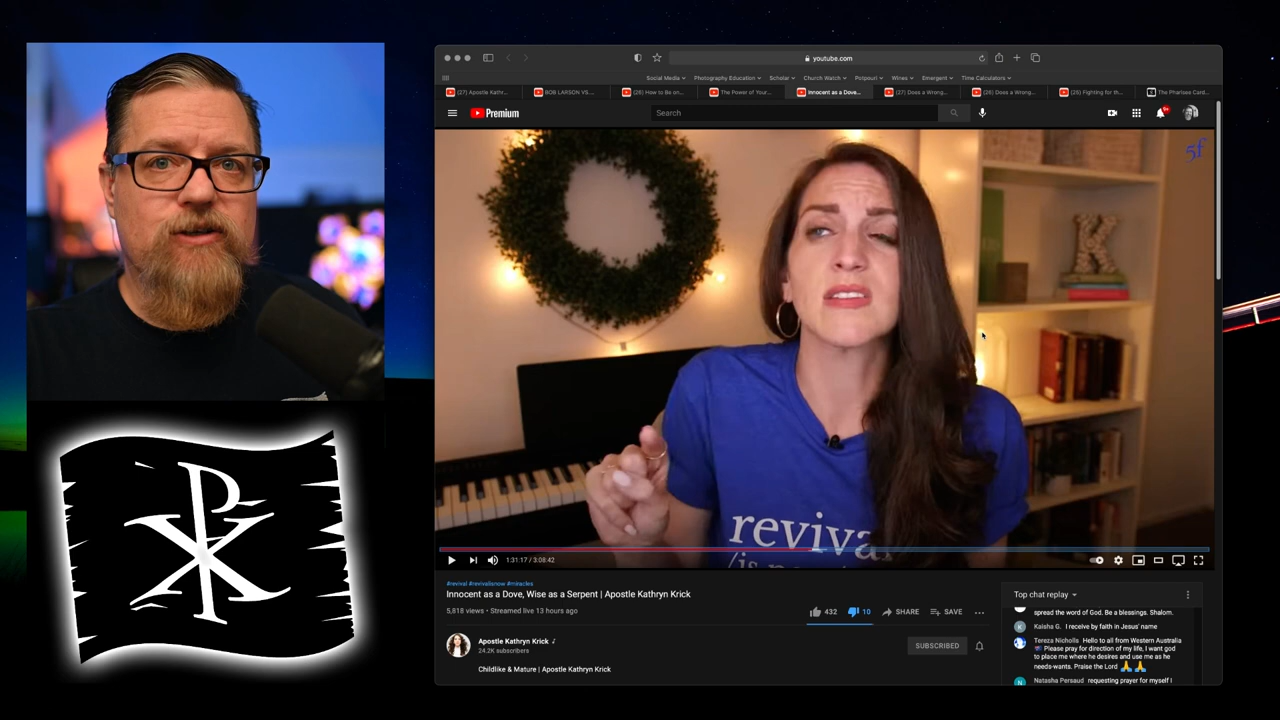 youtube.com
Social Media
Photography Education
Scholar
Church Watch
Potpouri
Wines
Emergent
Time Calculators
(27) Apostle Kathr...
BOB LARSON VS...
(28) How to Be on...
The Power of Your...
Innocent as a Dove...
(27) Does a Wrong...
(26) Does a Wrong...
(25) Fighting for th...
The Pharisee Card...
Premium
Search
9+
5f
K
reviva
1:31:17 / 3:08:42
#revival #revivalisnow #miracles
Innocent as a Dove, Wise as a Serpent | Apostle Kathryn Krick
5,818 views • Streamed live 13 hours ago
432
10
SHARE
SAVE
Apostle Kathryn Krick
24.2K subscribers
SUBSCRIBED
Childlike & Mature | Apostle Kathryn Krick
Top chat replay
spread the word of God. Be a blessings. Shalom.
Kaisha G. I receive by faith in Jesus' name
Tereza Nicholls Hello to all from Western Australia
Please pray for direction of my life, I want god
to place me where he desires and use me as he
needs-wants. Praise the Lord
Natasha Persaud requesting prayer for myself I